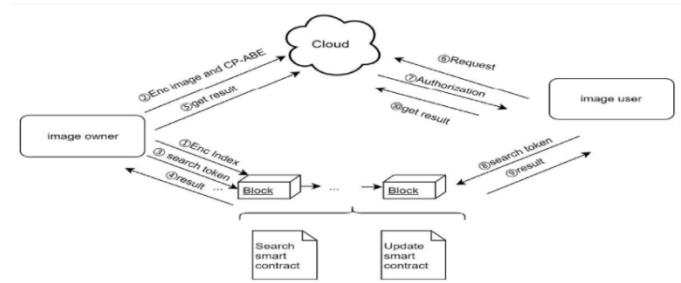 Cloud
②Enc image and CP-ABE
⑤get result
⑥Request
⑦Authorization
⑩get result
image owner
image user
①Enc Index
③ search token
④result
...
Block
...
Block
⑧search token
⑨result
Search
smart
contract
Update
smart
contract